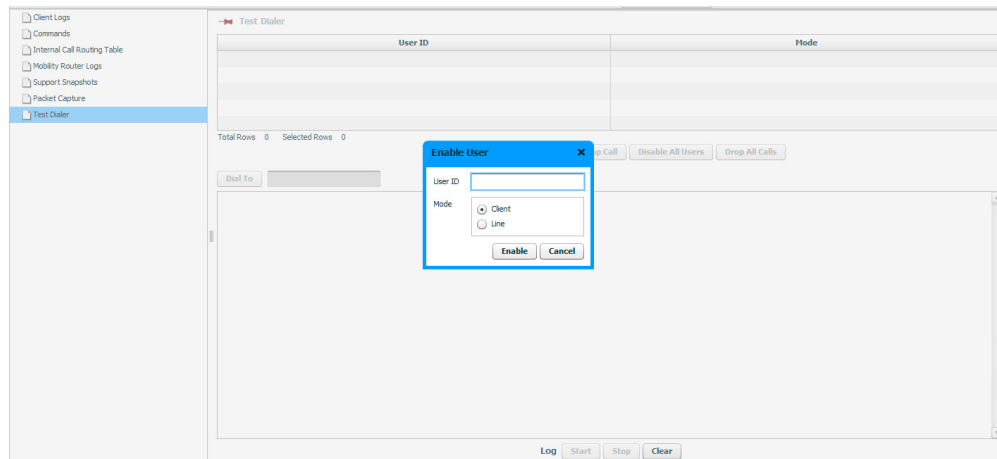 Client Logs
Commands
Internal Call Routing Table
Mobility Router Logs
Support Snapshots
Packet Capture
Test Dialer
Test Dialer
User ID Mode
Total Rows 0 Selected Rows 0
Call Disable All Users Drop All Calls
Dial To
Enable User
User ID
Mode
Client
Line
Enable Cancel
Log Start Stop Clear